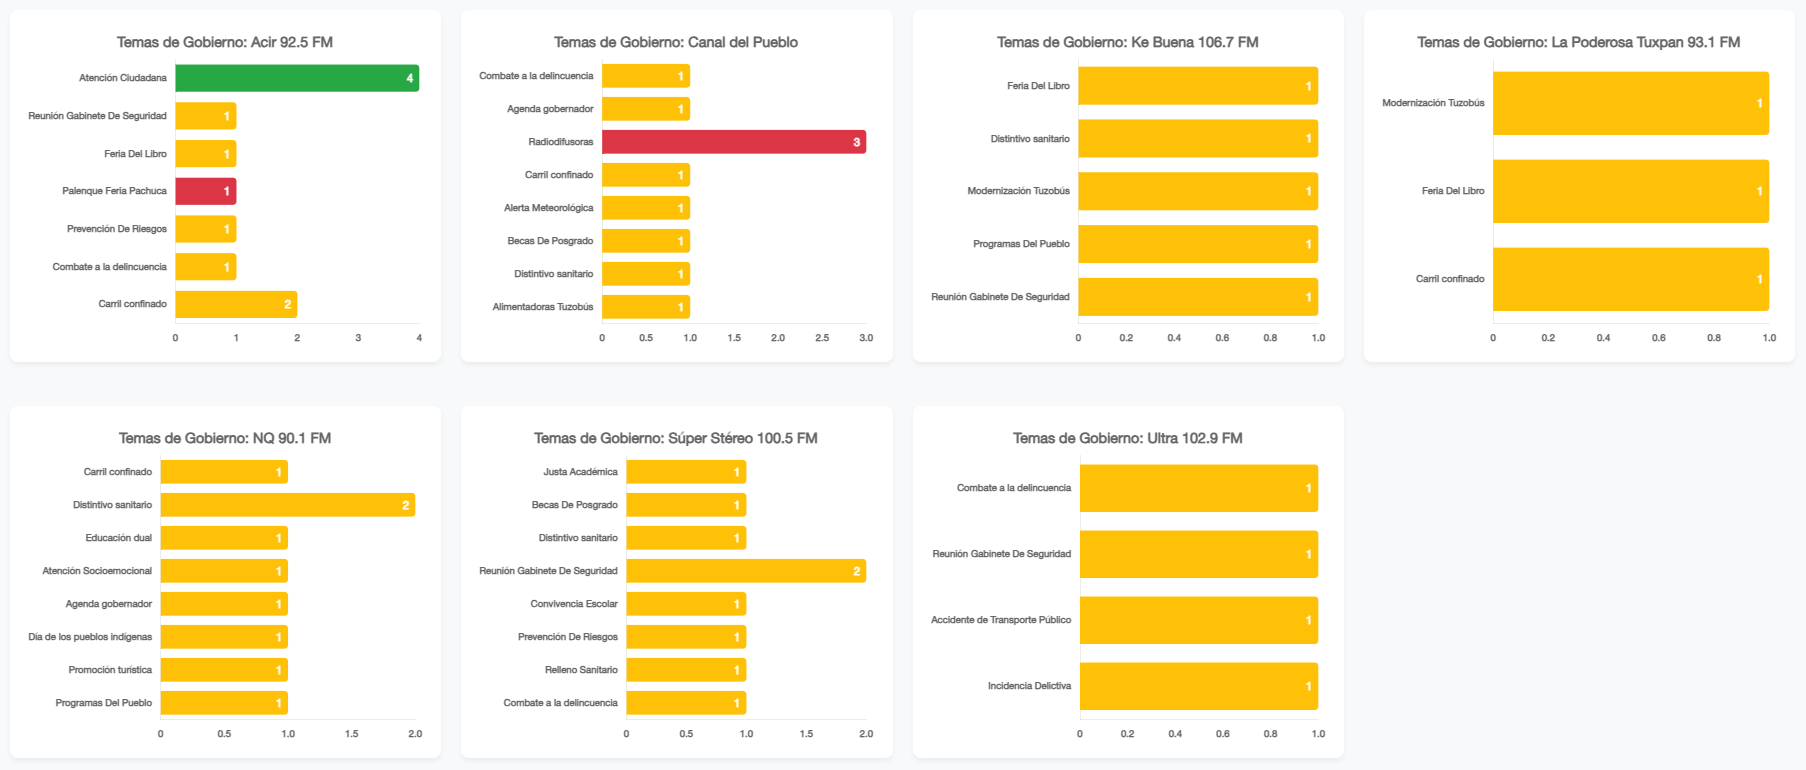 Temas de Gobierno: Acir 92.5 FM
Atención Ciudadana 4
Reunión Gabinete De Seguridad 1
Feria Del Libro 1
Palenque Feria Pachuca 1
Prevención De Riesgos 1
Combate a la delincuencia 1
Carril confinado 2
0 1 2 3 4
Temas de Gobierno: Canal del Pueblo
Combate a la delincuencia 1
Agenda gobernador 1
Radiodifusoras 3
Carril confinado 1
Alerta Meteorológica 1
Becas De Posgrado 1
Distintivo sanitario 1
Alimentadoras Tuzobús 1
0 0.5 1.0 1.5 2.0 2.5 3.0
Temas de Gobierno: Ke Buena 106.7 FM
Feria Del Libro 1
Distintivo sanitario 1
Modernización Tuzobús 1
Programas Del Pueblo 1
Reunión Gabinete De Seguridad 1
0 0.2 0.4 0.6 0.8 1.0
Temas de Gobierno: La Poderosa Tuxpan 93.1 FM
Modernización Tuzobús 1
Feria Del Libro 1
Carril confinado 1
0 0.2 0.4 0.6 0.8 1.0
Temas de Gobierno: NQ 90.1 FM
Carril confinado 1
Distintivo sanitario 2
Educación dual 1
Atención Socioemocional 1
Agenda gobernador 1
Día de los pueblos indígenas 1
Promoción turística 1
Programas Del Pueblo 1
0 0.5 1.0 1.5 2.0
Temas de Gobierno: Súper Stéreo 100.5 FM
Justa Académica 1
Becas De Posgrado 1
Distintivo sanitario 1
Reunión Gabinete De Seguridad 2
Convivencia Escolar 1
Prevención De Riesgos 1
Relleno Sanitario 1
Combate a la delincuencia 1
0 0.5 1.0 1.5 2.0
Temas de Gobierno: Ultra 102.9 FM
Combate a la delincuencia 1
Reunión Gabinete De Seguridad 1
Accidente de Transporte Público 1
Incidencia Delictiva 1
0 0.2 0.4 0.6 0.8 1.0